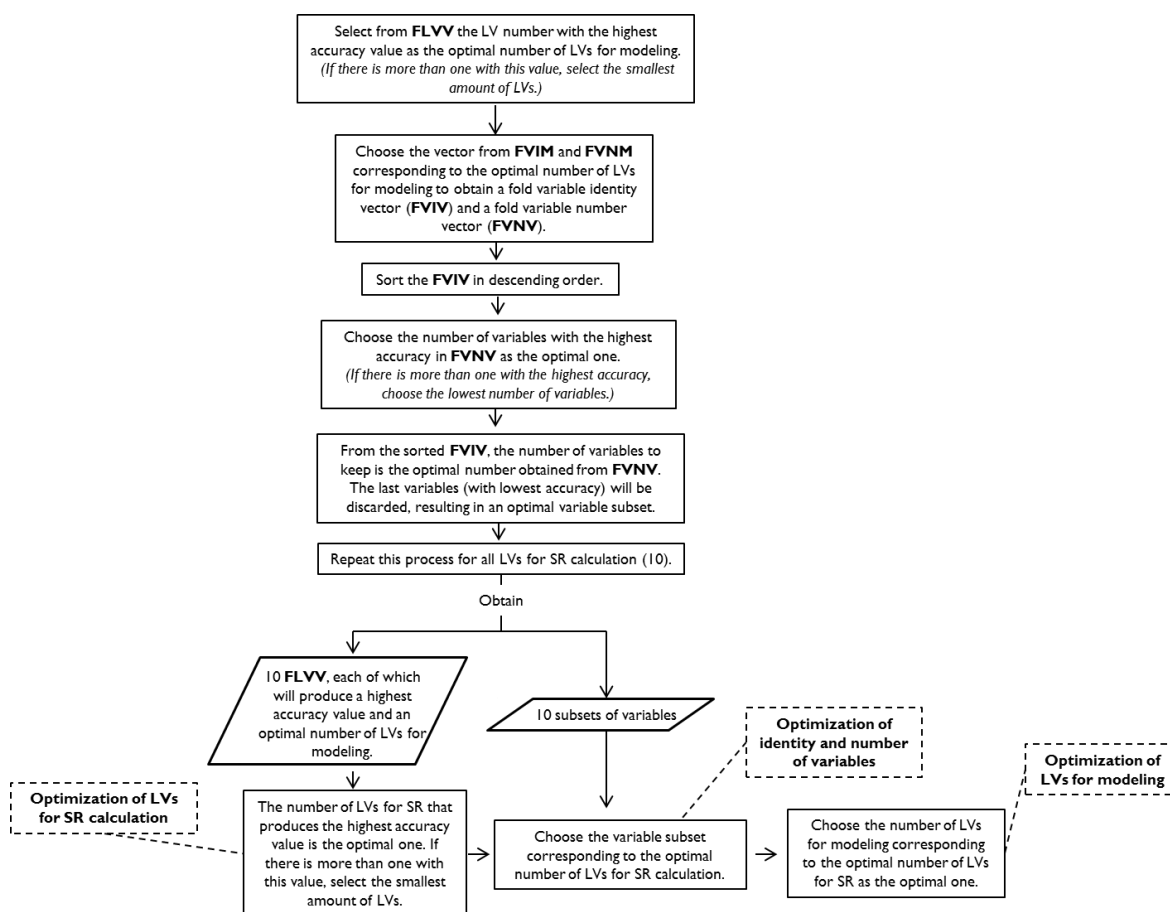 Select from FLVV the LV number with the highest
accuracy value as the optimal number of LVs for modeling.
(If there is more than one with this value, select the smallest
amount of LVs.)
Choose the vector from FVIM and FVNM
corresponding to the optimal number of LVs
for modeling to obtain a fold variable identity
vector (FVIV) and a fold variable number
vector (FVNV).
Sort the FVIV in descending order.
Choose the number of variables with the highest
accuracy in FVNV as the optimal one.
(If there is more than one with the highest accuracy,
choose the lowest number of variables.)
From the sorted FVIV, the number of variables to
keep is the optimal number obtained from FVNV.
The last variables (with lowest accuracy) will be
discarded, resulting in an optimal variable subset.
Repeat this process for all LVs for SR calculation (10).
Obtain
10 FLVV, each of which
will produce a highest
accuracy value and an
optimal number of LVs for
modeling.
10 subsets of variables
Optimization of
identity and number
of variables
Optimization of
LVs for modeling
Optimization of LVs
for SR calculation
The number of LVs for SR that
produces the highest accuracy
value is the optimal one. If
there is more than one with
this value, select the smallest
amount of LVs.
Choose the variable subset
corresponding to the optimal
number of LVs for SR calculation.
Choose the number of LVs
for modeling corresponding
to the optimal number of LVs
for SR as the optimal one.